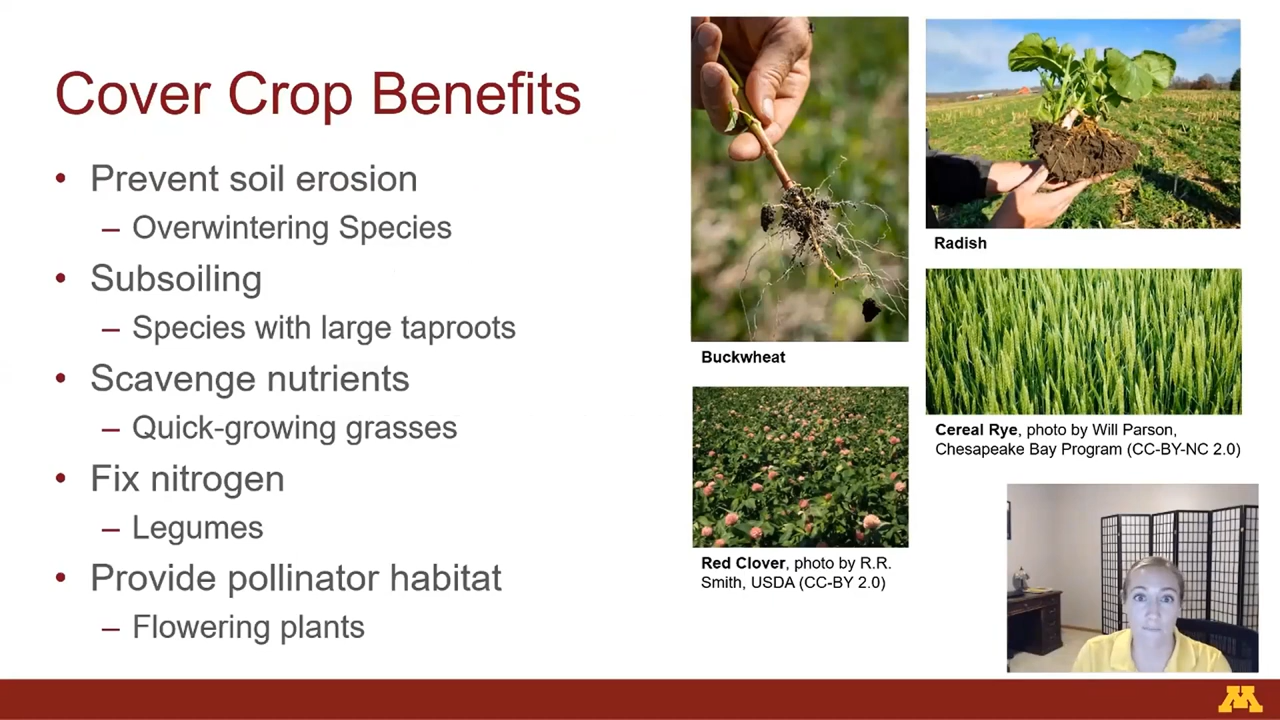 Cover Crop Benefits
• Prevent soil erosion
– Overwintering Species
• Subsoiling
– Species with large taproots
• Scavenge nutrients
– Quick-growing grasses
• Fix nitrogen
– Legumes
• Provide pollinator habitat
– Flowering plants
Buckwheat
Radish
Cereal Rye, photo by Will Parson,
Chesapeake Bay Program (CC-BY-NC 2.0)
Red Clover, photo by R.R.
Smith, USDA (CC-BY 2.0)
M